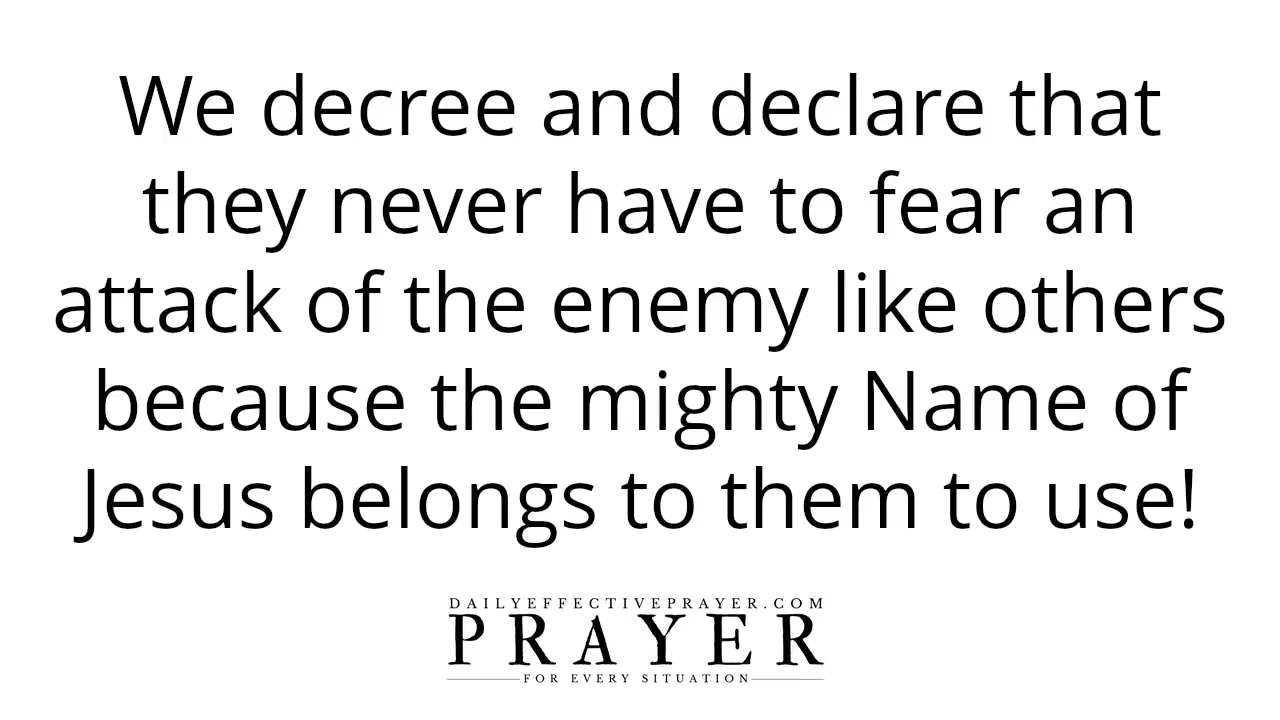 We decree and declare that
they never have to fear an
attack of the enemy like others
because the mighty Name of
Jesus belongs to them to use!
DAILYEFFECTIVEPRAYER.COM
PRAYER
FOR EVERY SITUATION